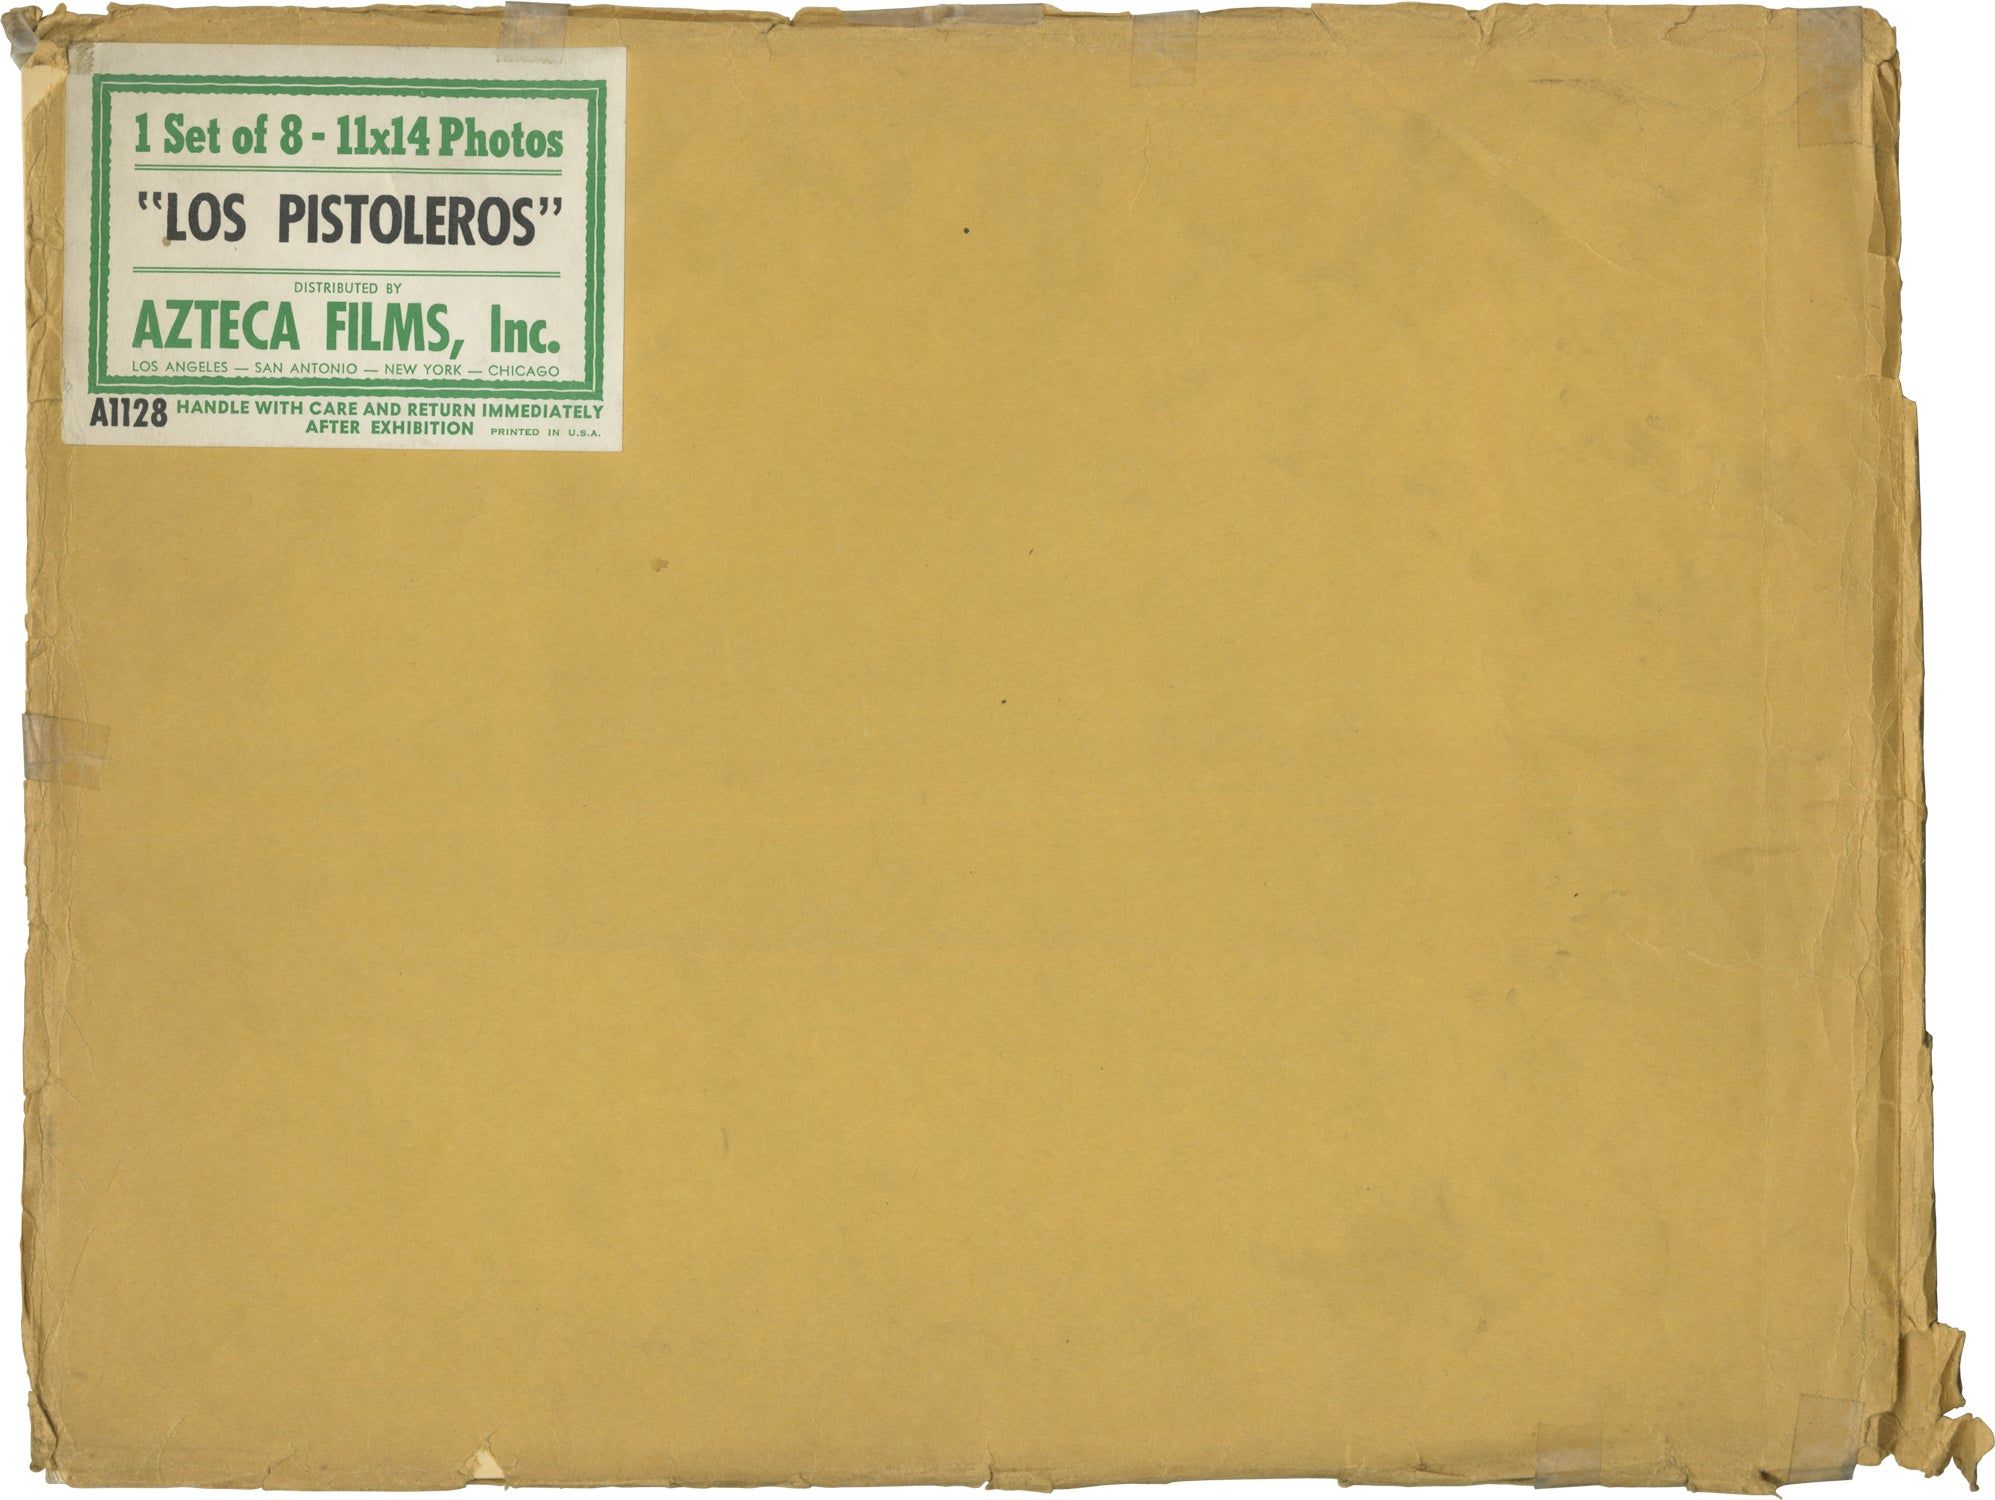 1 Set of 8 - 11x14 Photos
"LOS PISTOLEROS"
DISTRIBUTED BY
AZTECA FILMS, Inc.
LOS ANGELES — SAN ANTONIO — NEW YORK — CHICAGO
A1128 HANDLE WITH CARE AND RETURN IMMEDIATELY
AFTER EXHIBITION PRINTED IN U.S.A.